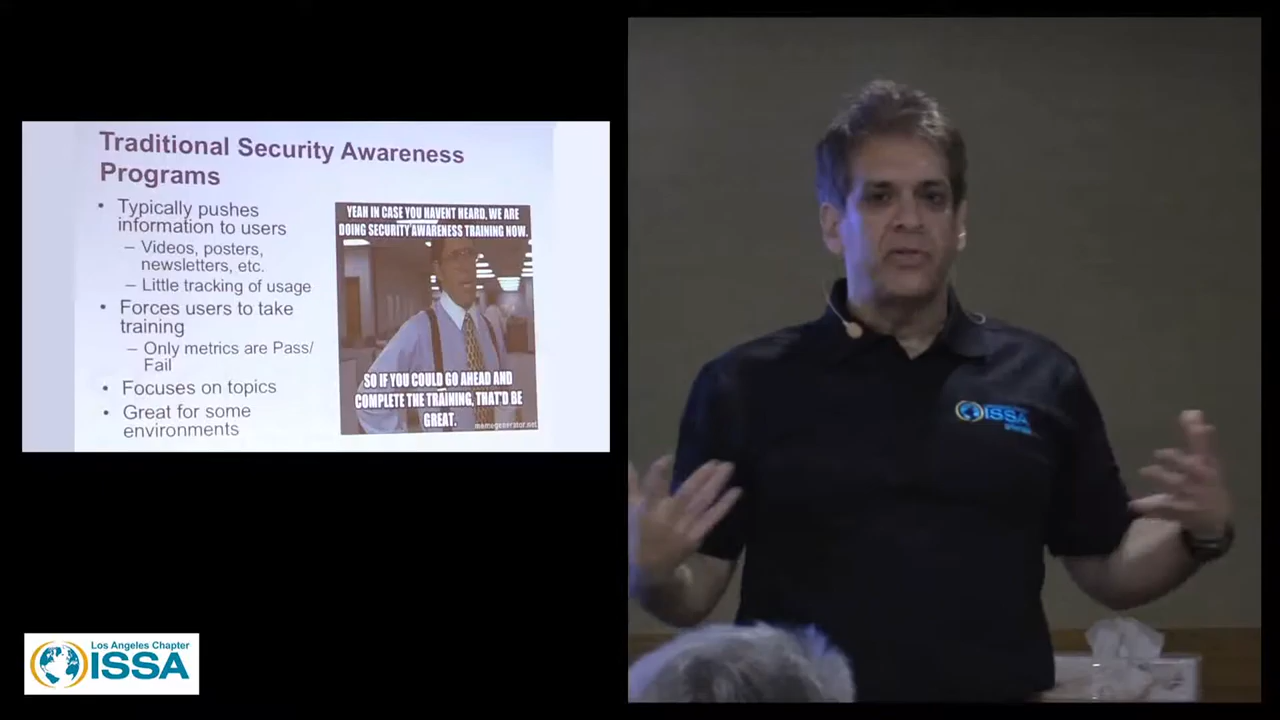 Traditional Security Awareness
Programs
• Typically pushes
information to users
– Videos, posters,
newsletters, etc.
– Little tracking of usage
• Forces users to take
training
– Only metrics are Pass/
Fail
• Focuses on topics
• Great for some
environments
YEAH IN CASE YOU HAVENT HEARD, WE ARE
DOING SECURITY AWARENESS TRAINING NOW.
SO IF YOU COULD GO AHEAD AND
COMPLETE THE TRAINING, THAT'D BE
GREAT.
memegenerator.net
ISSA
Los Angeles Chapter
ISSA